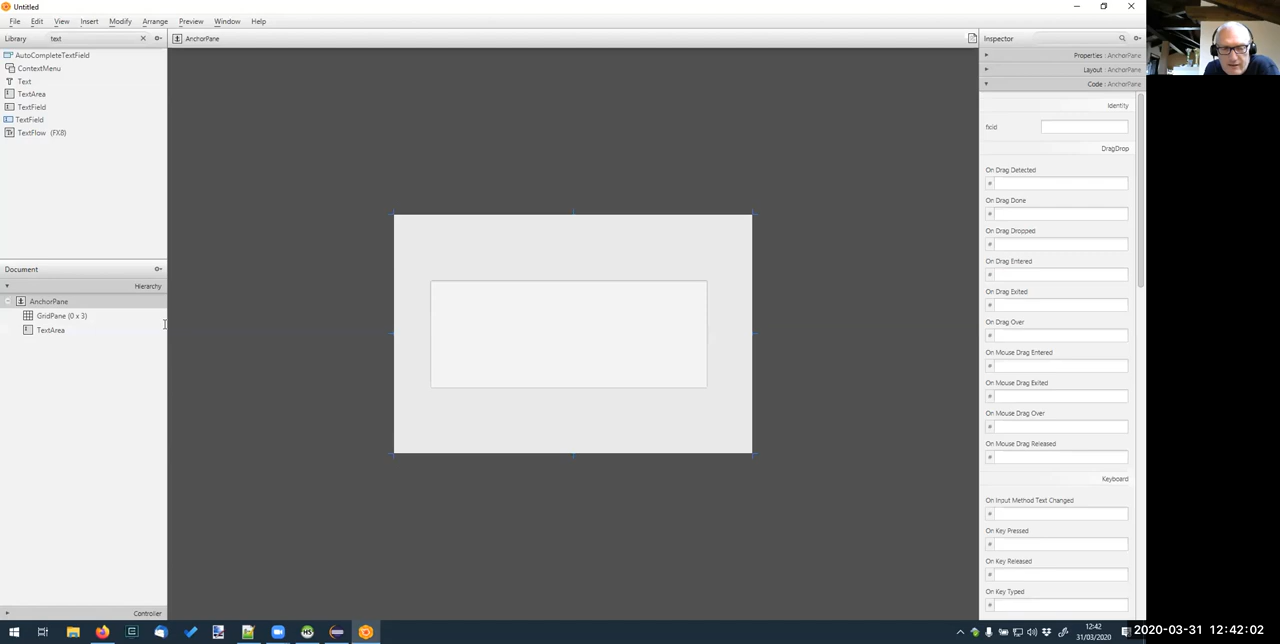 Untitled
File Edit View Insert Arrange Modify Preview Window Help
Library text
AutoCompleteTextField
ContextMenu
Text
TextArea
TextField
TextField
TextFlow (FX8)
Document
Hierarchy
AnchorPane
GridPane (0 x 3)
TextArea
Controller
AnchorPane
Inspector
Properties : AnchorPane
Layout : AnchorPane
Code : AnchorPane
Identity
fx:id
DragDrop
On Drag Detected
#
On Drag Done
#
On Drag Dropped
#
On Drag Entered
#
On Drag Exited
#
On Drag Over
#
On Mouse Drag Entered
#
On Mouse Drag Exited
#
On Mouse Drag Over
#
On Mouse Drag Released
#
Keyboard
On Input Method Text Changed
#
On Key Pressed
#
On Key Released
#
On Key Typed
#
12:42
31/03/2020
2020-03-31 12:42:02